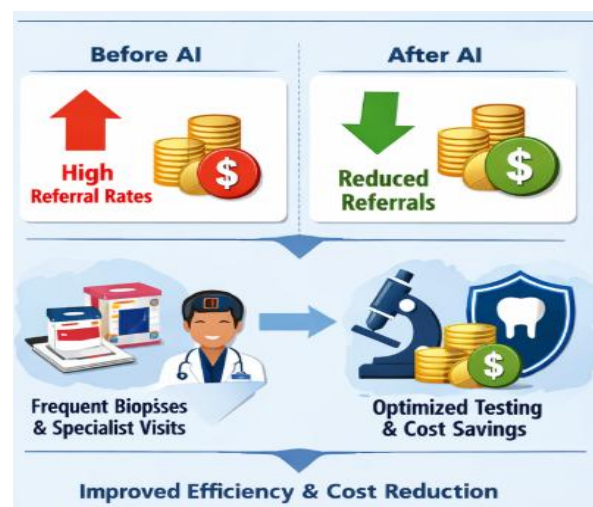 Before AI
After AI
High
Referral Rates
$
Reduced
Referrals
$
Frequent Biopsses
& Specialist Visits
$
Optimized Testing
& Cost Savings
Improved Efficiency & Cost Reduction